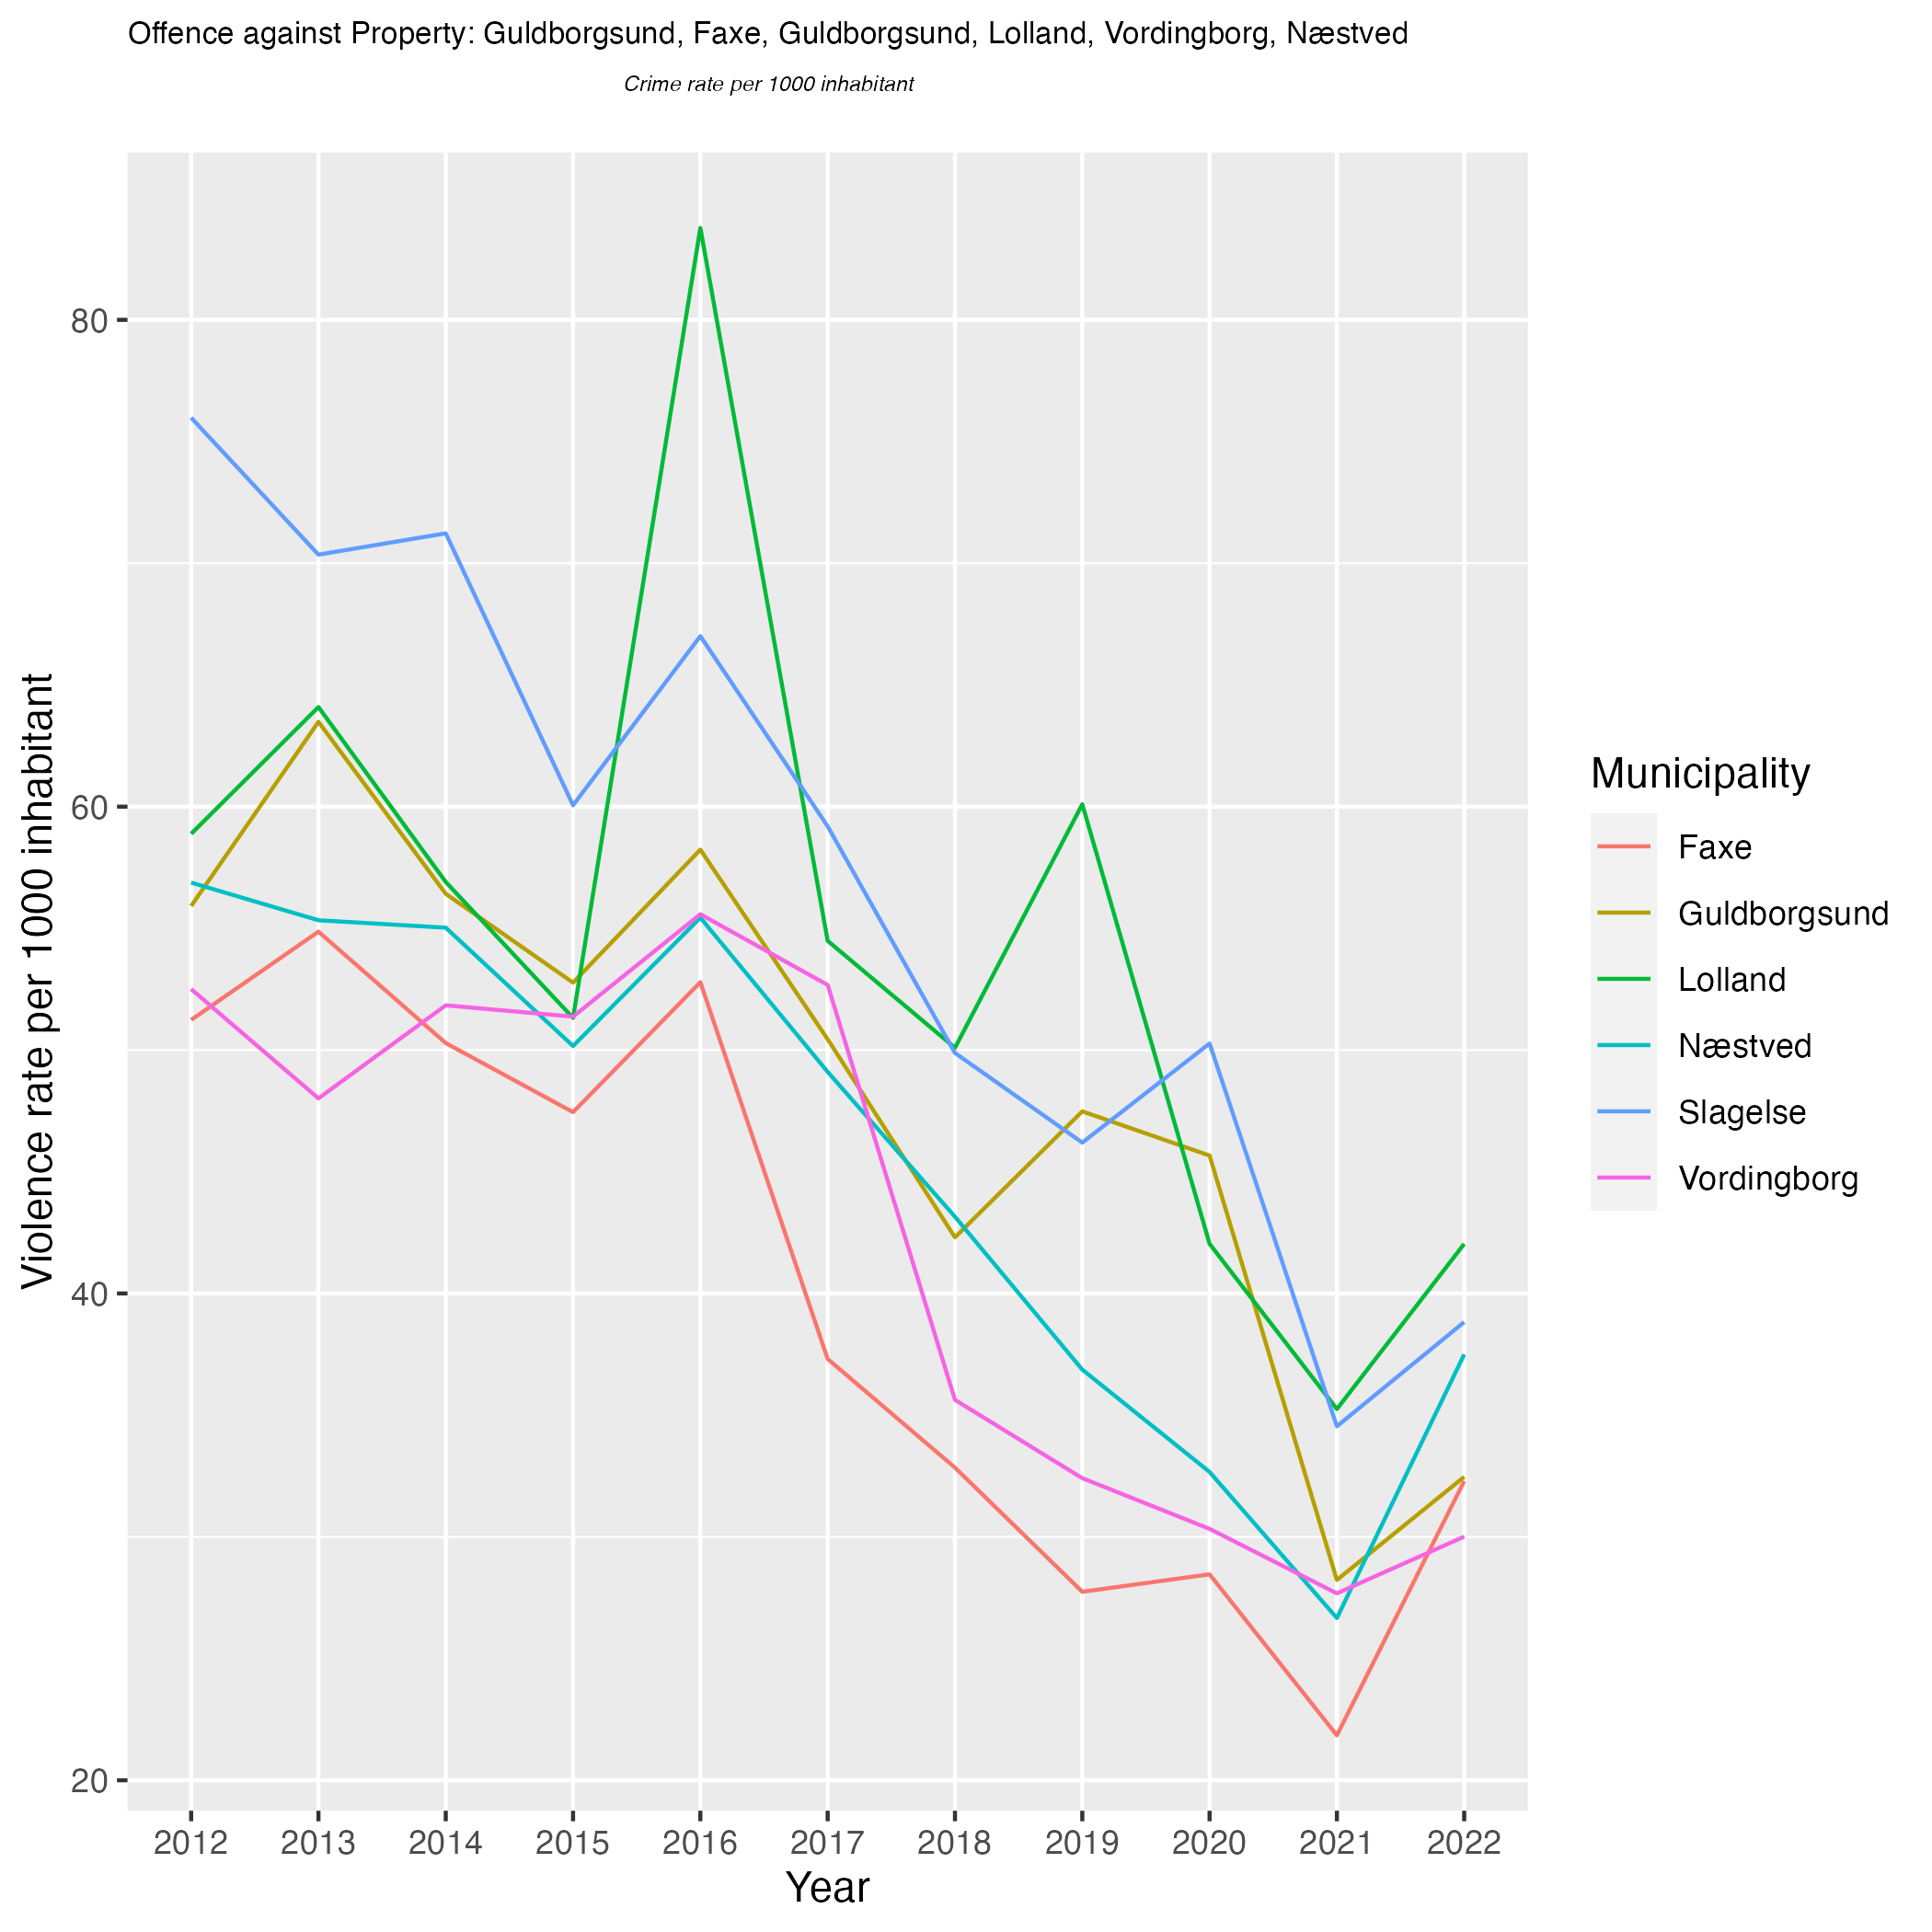 Offence against Property: Guldborgsund, Faxe, Guldborgsund, Lolland, Vordingborg, Næstved
Crime rate per 1000 inhabitant
Violence rate per 1000 inhabitant
80
60
40
20
2012 2013 2014 2015 2016 2017 2018 2019 2020 2021 2022
Year
Municipality
Faxe
Guldborgsund
Lolland
Næstved
Slagelse
Vordingborg